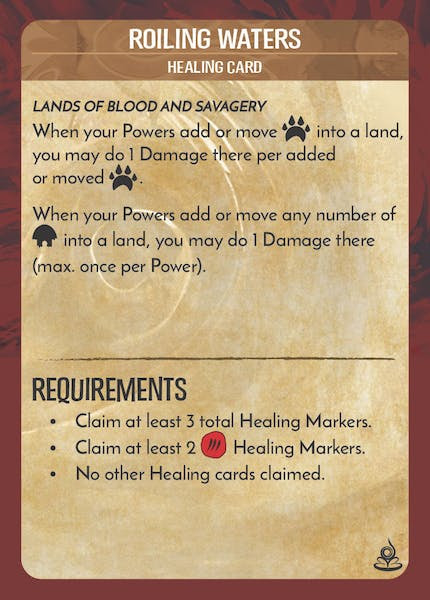 ROILING WATERS
HEALING CARD
LANDS OF BLOOD AND SAVAGERY
When your Powers add or move into a land,
you may do 1 Damage there per added
or moved .
When your Powers add or move any number of
into a land, you may do 1 Damage there
(max. once per Power).
REQUIREMENTS
• Claim at least 3 total Healing Markers.
• Claim at least 2 Healing Markers.
• No other Healing cards claimed.